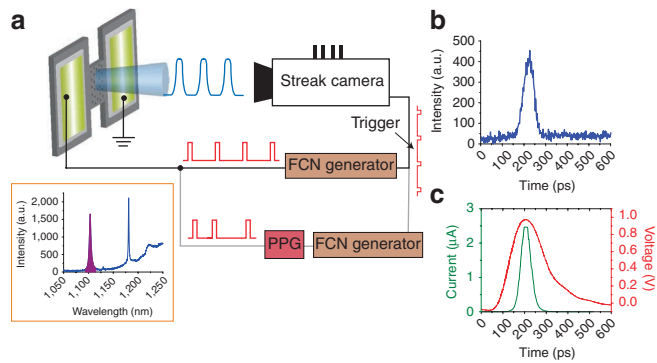 a
Streak camera
Trigger
FCN generator
PPG
FCN generator
Intensity (a.u.)
2,000
1,500
1,000
500
0
1,050
1,100
1,150
1,200
1,250
Wavelength (nm)
b
Intensity (a.u.)
500
400
300
200
100
0
0 100 200 300 400 500 600
Time (ps)
c
Current (μA)
3
2
1
0
Voltage (V)
1.0
0.8
0.6
0.4
0.2
0.0
0 100 200 300 400 500 600
Time (ps)